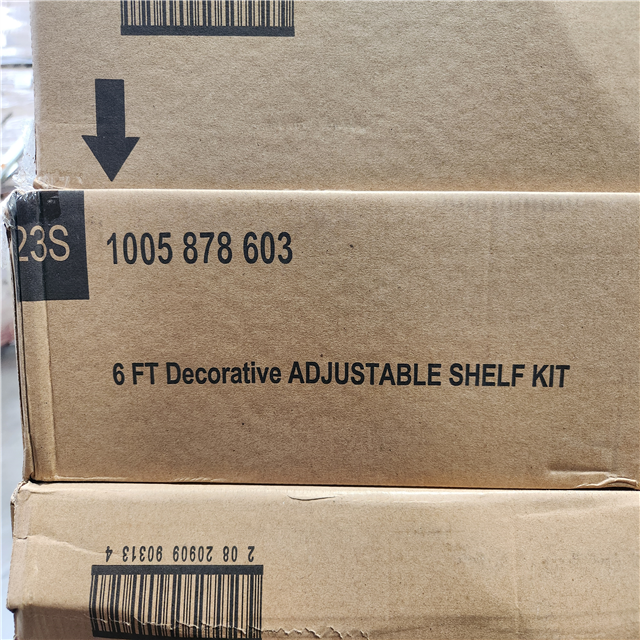 23S
1005 878 603
6 FT Decorative ADJUSTABLE SHELF KIT
2 08 20909 90313 4